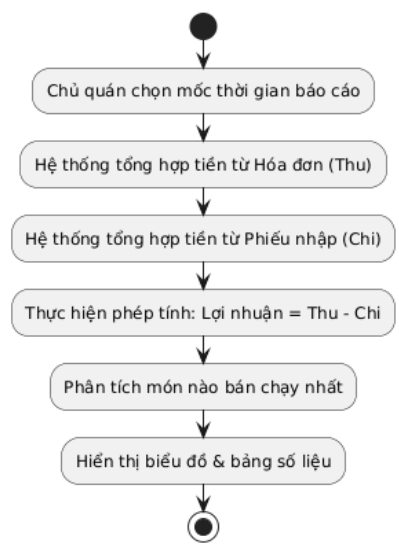 Chủ quán chọn mốc thời gian báo cáo
Hệ thống tổng hợp tiền từ Hóa đơn (Thu)
Hệ thống tổng hợp tiền từ Phiếu nhập (Chi)
Thực hiện phép tính: Lợi nhuận = Thu - Chi
Phân tích món nào bán chạy nhất
Hiển thị biểu đồ & bảng số liệu